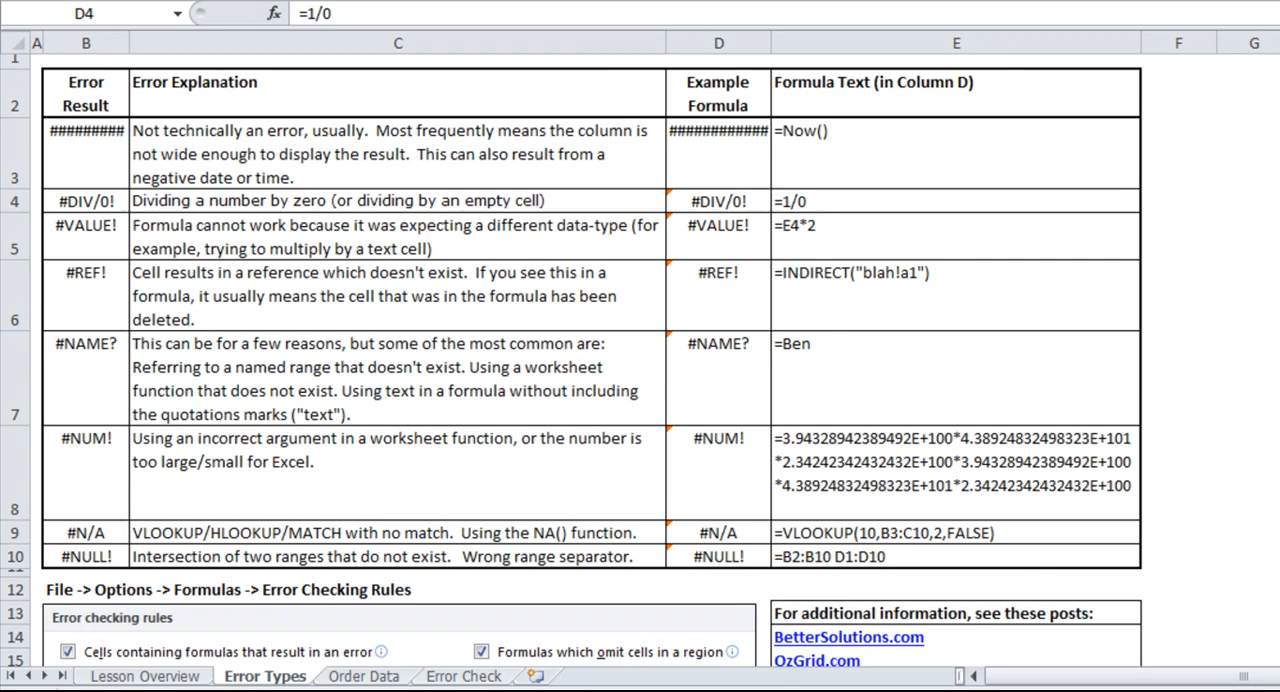 D4 fx =1/0
A B C D E F G
1
Error Error Explanation Example Formula Text (in Column D)
2 Result Formula
######### Not technically an error, usually. Most frequently means the column is ############ =Now()
not wide enough to display the result. This can also result from a
3 negative date or time.
4 #DIV/0! Dividing a number by zero (or dividing by an empty cell) #DIV/0! =1/0
#VALUE! Formula cannot work because it was expecting a different data-type (for #VALUE! =E4*2
5 example, trying to multiply by a text cell)
#REF! Cell results in a reference which doesn't exist. If you see this in a #REF! =INDIRECT("blah!a1")
formula, it usually means the cell that was in the formula has been
6 deleted.
#NAME? This can be for a few reasons, but some of the most common are: #NAME? =Ben
Referring to a named range that doesn't exist. Using a worksheet
function that does not exist. Using text in a formula without including
7 the quotations marks ("text").
#NUM! Using an incorrect argument in a worksheet function, or the number is #NUM! =3.94328942389492E+100*4.38924832498323E+101
too large/small for Excel. *2.34242342432432E+100*3.94328942389492E+100
*4.38924832498323E+101*2.34242342432432E+100
8
9 #N/A VLOOKUP/HLOOKUP/MATCH with no match. Using the NA() function. #N/A =VLOOKUP(10,B3:C10,2,FALSE)
10 #NULL! Intersection of two ranges that do not exist. Wrong range separator. #NULL! =B2:B10 D1:D10
11
12 File -> Options -> Formulas -> Error Checking Rules
13 Error checking rules For additional information, see these posts:
14 BetterSolutions.com
15 Cells containing formulas that result in an error Formulas which omit cells in a region OzGrid.com
Lesson Overview Error Types Order Data Error Check